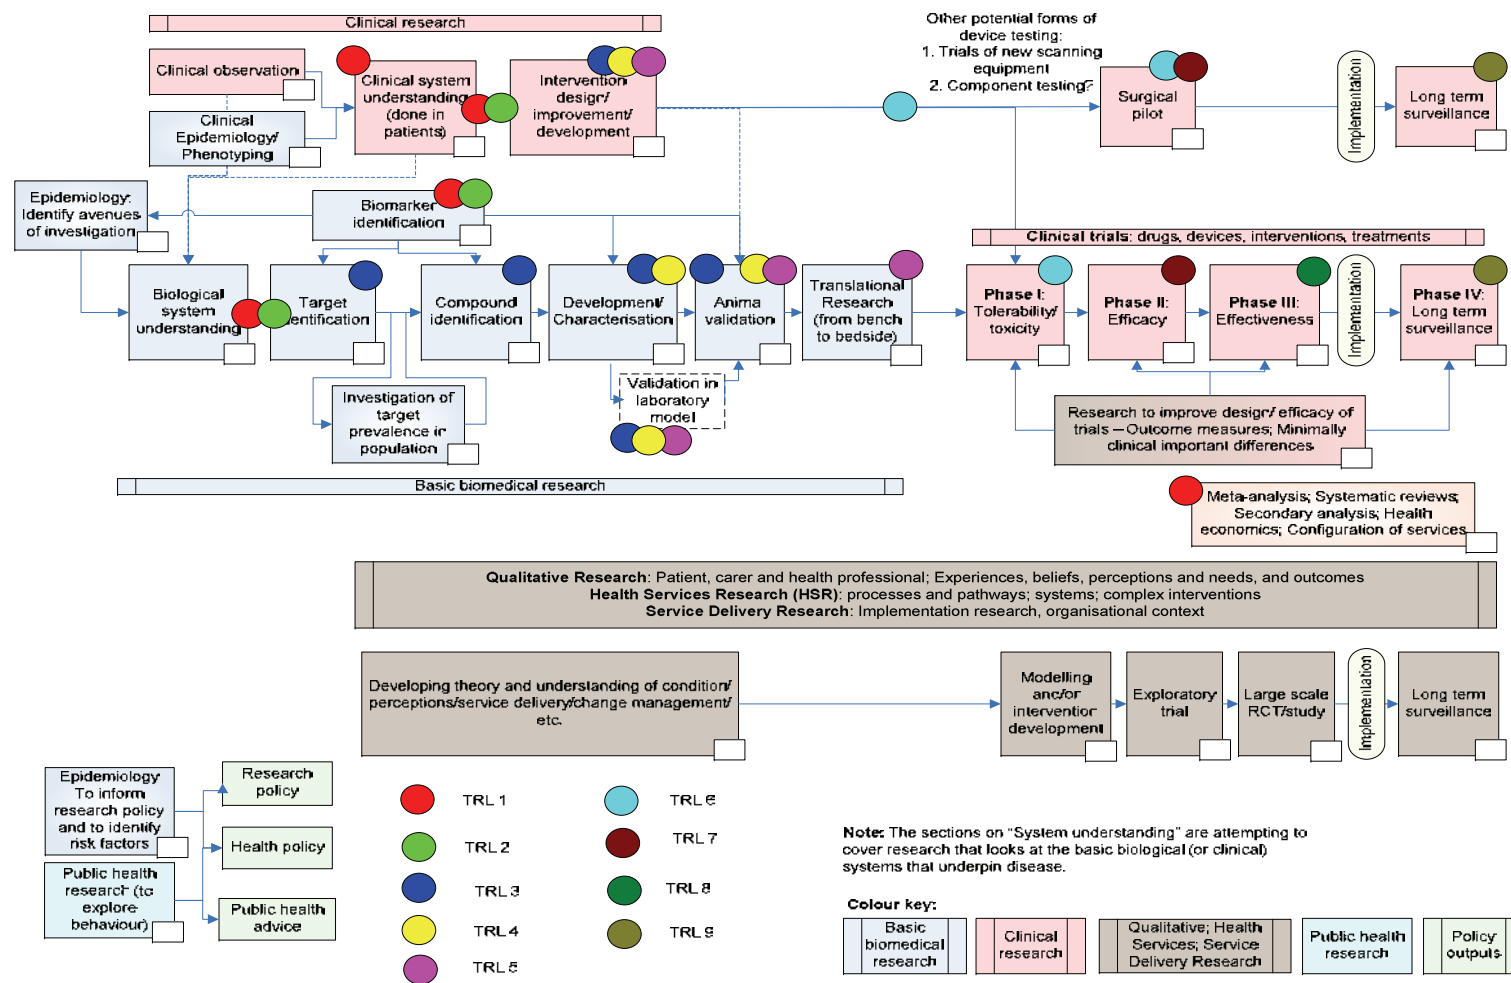 Clinical research
Clinical observation
Clinical
Epidemiology/
Phenotyping
Clinical system
understanding
(done in
patients)
Intervention
design/
improvement/
development
Other potential forms of
device testing:
1. Trials of new scanning
equipment
2. Component testing?
Surgical
pilot
Implementation
Long term
surveillance
Epidemiology:
Identify avenues
of investigation
Biomarker
identification
Clinical trials: drugs, devices, interventions, treatments
Biological
system
understanding
Target
identification
Compound
identification
Development/
Characterisation
Anima
validation
Translational
Research
(from bench
to bedside)
Phase I:
Tolerability/
toxicity
Phase II:
Efficacy
Phase III:
Effectiveness
Implementation
Phase IV:
Long term
surveillance
Investigation of
target
prevalence in
population
Validation in
laboratory
model
Research to improve design/ efficacy of
trials – Outcome measures; Minimally
clinical important differences
Basic biomedical research
Meta-analysis; Systematic reviews;
Secondary analysis; Health
economics; Configuration of services
Qualitative Research: Patient, carer and health professional; Experiences, beliefs, perceptions and needs, and outcomes
Health Services Research (HSR): processes and pathways; systems; complex interventions
Service Delivery Research: Implementation research, organisational context
Developing theory and understanding of condition/
perceptions/service delivery/change management/
etc.
Modelling
and/or
intervention
development
Exploratory
trial
Large scale
RCT/study
Implementation
Long term
surveillance
Epidemiology
To inform
research policy
and to identify
risk factors
Research
policy
Health policy
Public health
research (to
explore
behaviour)
Public health
advice
TRL 1
TRL 2
TRL 3
TRL 4
TRL 5
TRL 6
TRL 7
TRL 8
TRL 9
Note: The sections on "System understanding" are attempting to
cover research that looks at the basic biological (or clinical)
systems that underpin disease.
Colour key:
Basic
biomedical
research
Clinical
research
Qualitative; Health
Services; Service
Delivery Research
Public health
research
Policy
outputs